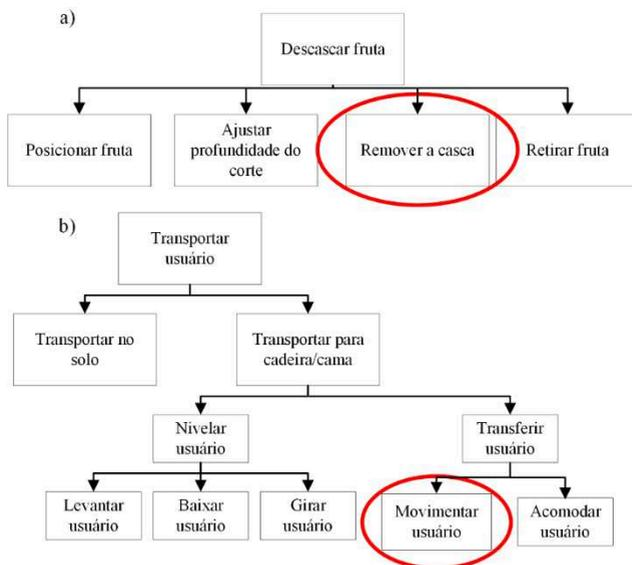 a)
Descascar fruta
Posicionar fruta
Ajustar
profundidade do
corte
Remover a casca
Retirar fruta
b)
Transportar
usuário
Transportar no
solo
Transportar para
cadeira/cama
Nivelar
usuário
Transferir
usuário
Levantar
usuário
Baixar
usuário
Girar
usuário
Movimentar
usuário
Acomodar
usuário